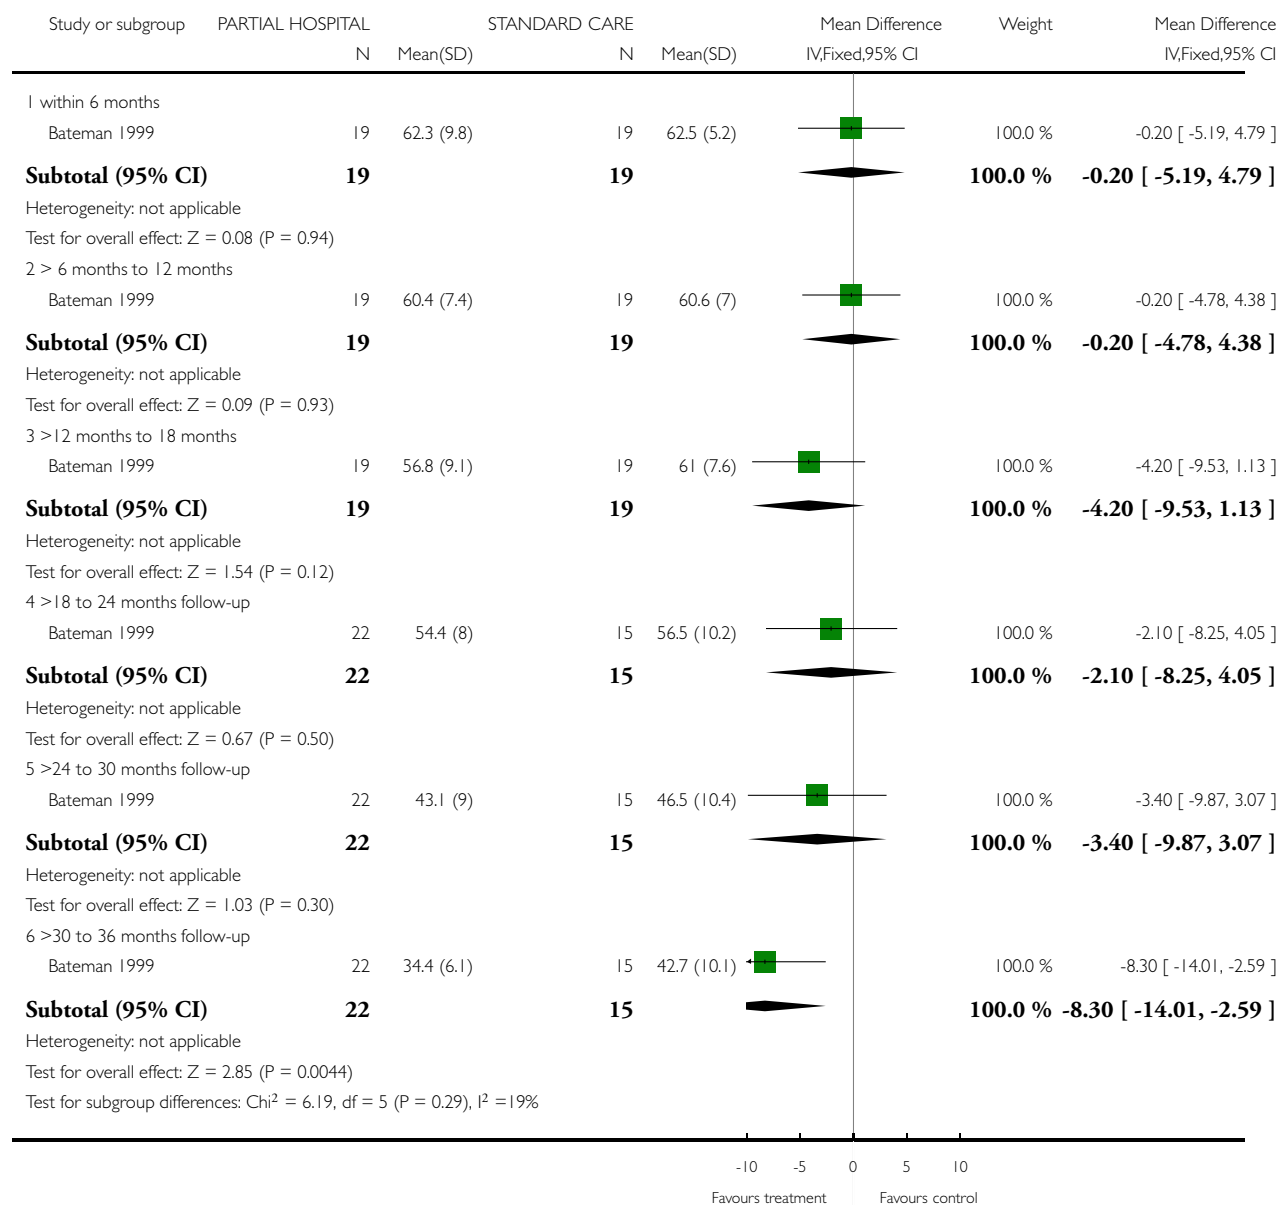 Study or subgroup PARTIAL HOSPITAL STANDARD CARE Mean Difference Weight Mean Difference
N Mean(SD) N Mean(SD) IV,Fixed,95% CI IV,Fixed,95% CI
1 within 6 months
Bateman 1999 19 62.3 (9.8) 19 62.5 (5.2) 100.0 % -0.20 [ -5.19, 4.79 ]
Subtotal (95% CI) 19 19 100.0 % -0.20 [ -5.19, 4.79 ]
Heterogeneity: not applicable
Test for overall effect: Z = 0.08 (P = 0.94)
2 > 6 months to 12 months
Bateman 1999 19 60.4 (7.4) 19 60.6 (7) 100.0 % -0.20 [ -4.78, 4.38 ]
Subtotal (95% CI) 19 19 100.0 % -0.20 [ -4.78, 4.38 ]
Heterogeneity: not applicable
Test for overall effect: Z = 0.09 (P = 0.93)
3 >12 months to 18 months
Bateman 1999 19 56.8 (9.1) 19 61 (7.6) 100.0 % -4.20 [ -9.53, 1.13 ]
Subtotal (95% CI) 19 19 100.0 % -4.20 [ -9.53, 1.13 ]
Heterogeneity: not applicable
Test for overall effect: Z = 1.54 (P = 0.12)
4 >18 to 24 months follow-up
Bateman 1999 22 54.4 (8) 15 56.5 (10.2) 100.0 % -2.10 [ -8.25, 4.05 ]
Subtotal (95% CI) 22 15 100.0 % -2.10 [ -8.25, 4.05 ]
Heterogeneity: not applicable
Test for overall effect: Z = 0.67 (P = 0.50)
5 >24 to 30 months follow-up
Bateman 1999 22 43.1 (9) 15 46.5 (10.4) 100.0 % -3.40 [ -9.87, 3.07 ]
Subtotal (95% CI) 22 15 100.0 % -3.40 [ -9.87, 3.07 ]
Heterogeneity: not applicable
Test for overall effect: Z = 1.03 (P = 0.30)
6 >30 to 36 months follow-up
Bateman 1999 22 34.4 (6.1) 15 42.7 (10.1) 100.0 % -8.30 [ -14.01, -2.59 ]
Subtotal (95% CI) 22 15 100.0 % -8.30 [ -14.01, -2.59 ]
Heterogeneity: not applicable
Test for overall effect: Z = 2.85 (P = 0.0044)
Test for subgroup differences: Chi² = 6.19, df = 5 (P = 0.29), I² =19%
-10 -5 0 5 10
Favours treatment Favours control